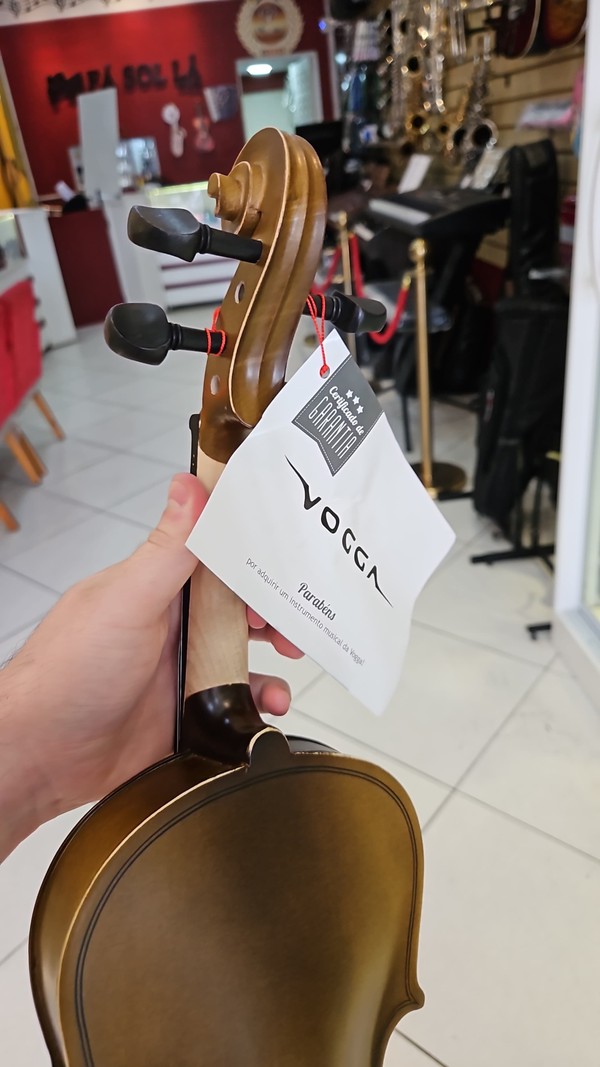 FÁ SOL LÁ
Certificado de
GARANTIA
VOGGA
Parabéns
por adquirir um instrumento musical da Vogga!